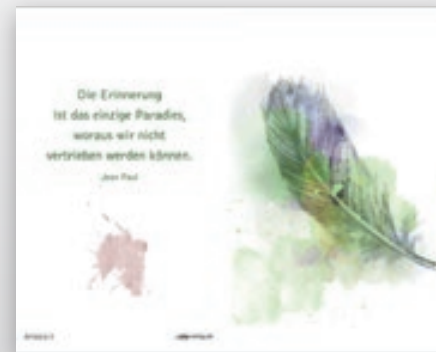 Die Erinnerung
ist das einzige Paradies,
woraus wir nicht
vertrieben werden können.
Jean Paul